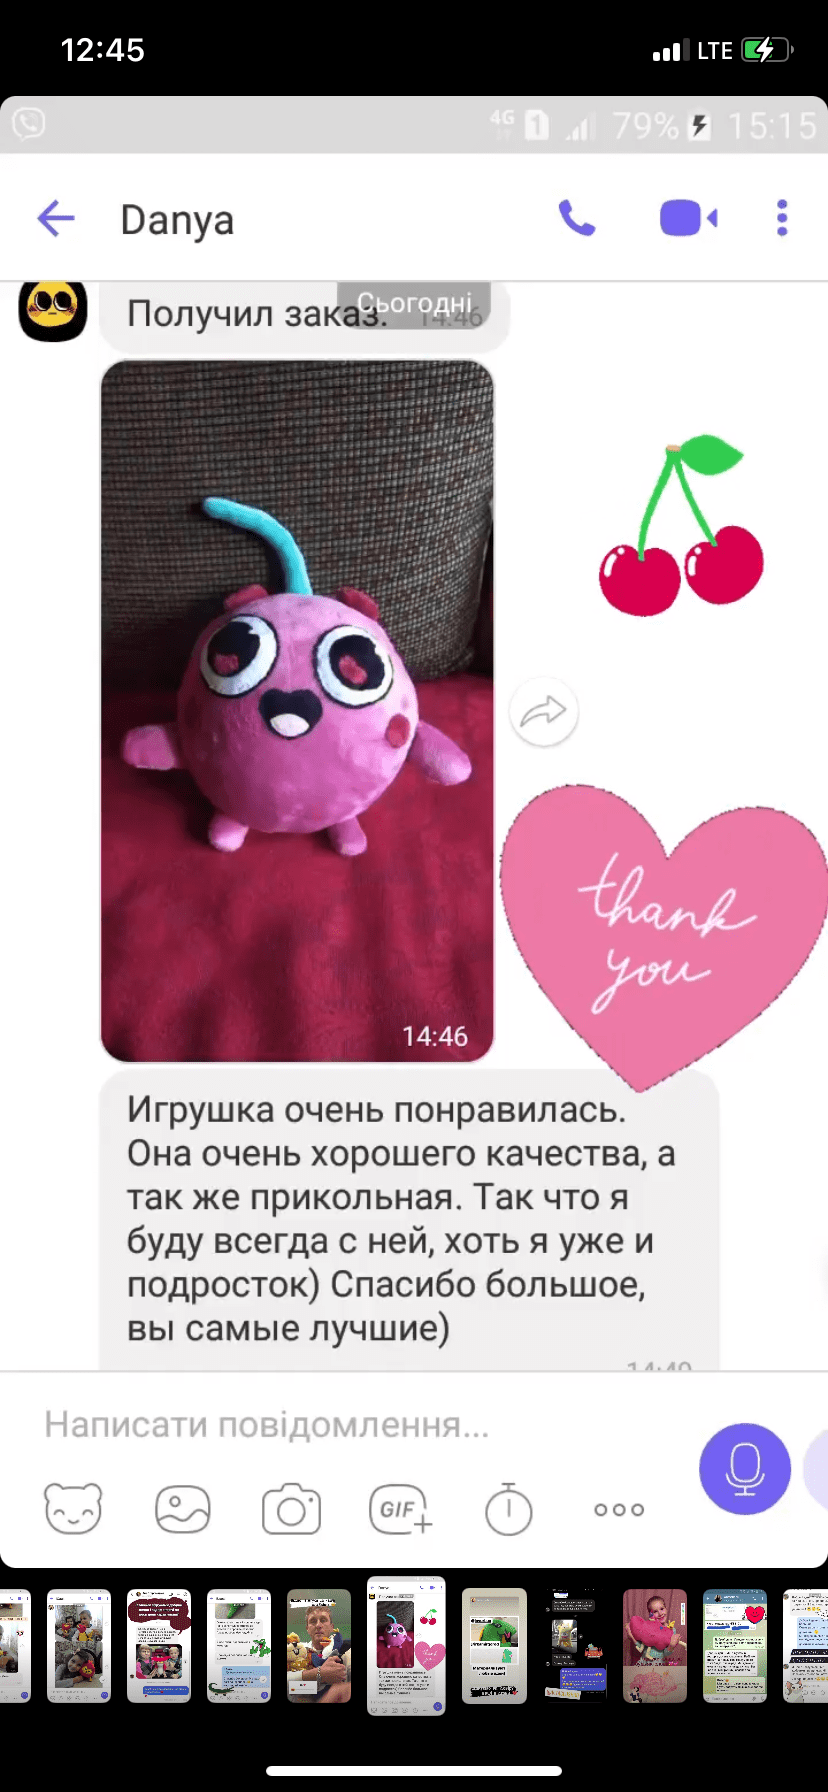 12:45
LTE
4G
1
79%
15:15
Danya
Сьогодні
Получил заказ.
14:46
14:46
thank
you
Игрушка очень понравилась.
Она очень хорошего качества, а
так же прикольная. Так что я
буду всегда с ней, хоть я уже и
подросток) Спасибо большое,
вы самые лучшие)
Написати повідомлення...
GIF